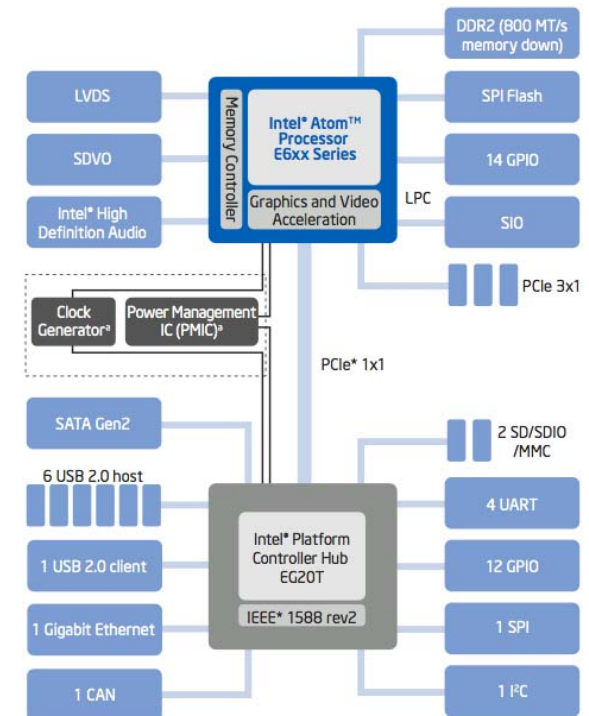 DDR2 (800 MT/s
memory down)
LVDS
Memory Controller
Intel® Atom™
Processor
E6xx Series
SPI Flash
SDVO
14 GPIO
Intel® High
Definition Audio
Graphics and Video
Acceleration
LPC
SIO
PCIe 3x1
Clock
Generatorª
Power Management
IC (PMIC)ª
PCIe* 1x1
SATA Gen2
2 SD/SDIO
/MMC
6 USB 2.0 host
4 UART
Intel® Platform
Controller Hub
EG20T
1 USB 2.0 client
12 GPIO
IEEE* 1588 rev2
1 Gigabit Ethernet
1 SPI
1 CAN
1 I²C